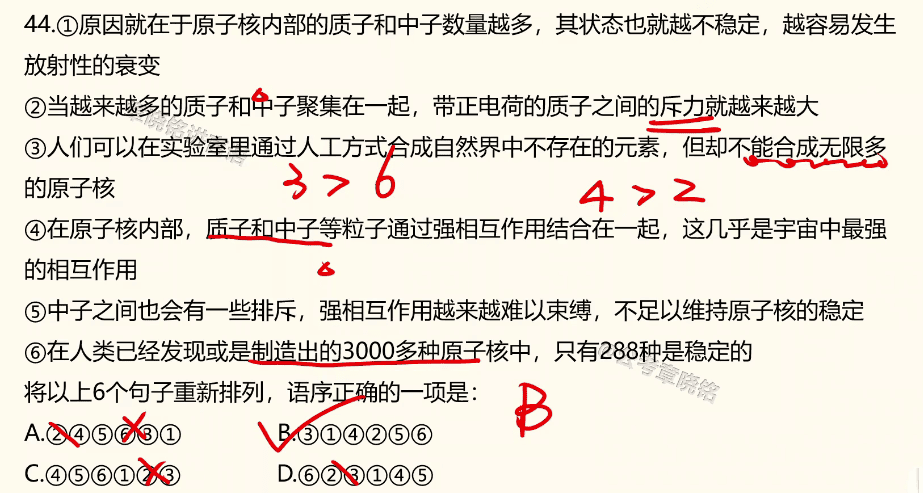 44.①原因就在于原子核内部的质子和中子数量越多，其状态也就越不稳定，越容易发生
放射性的衰变
②当越来越多的质子和中子聚集在一起，带正电荷的质子之间的斥力就越来越大
③人们可以在实验室里通过人工方式合成自然界中不存在的元素，但却不能合成无限多
的原子核
3 > 6
4 > 2
④在原子核内部，质子和中子等粒子通过强相互作用结合在一起，这几乎是宇宙中最强
的相互作用
⑤中子之间也会有一些排斥，强相互作用越来越难以束缚，不足以维持原子核的稳定
⑥在人类已经发现或是制造出的3000多种原子核中，只有288种是稳定的
将以上6个句子重新排列，语序正确的一项是：
B
A.②④⑤⑥③① B.③①④②⑤⑥
C.④⑤⑥①②③ D.⑥②③①④⑤